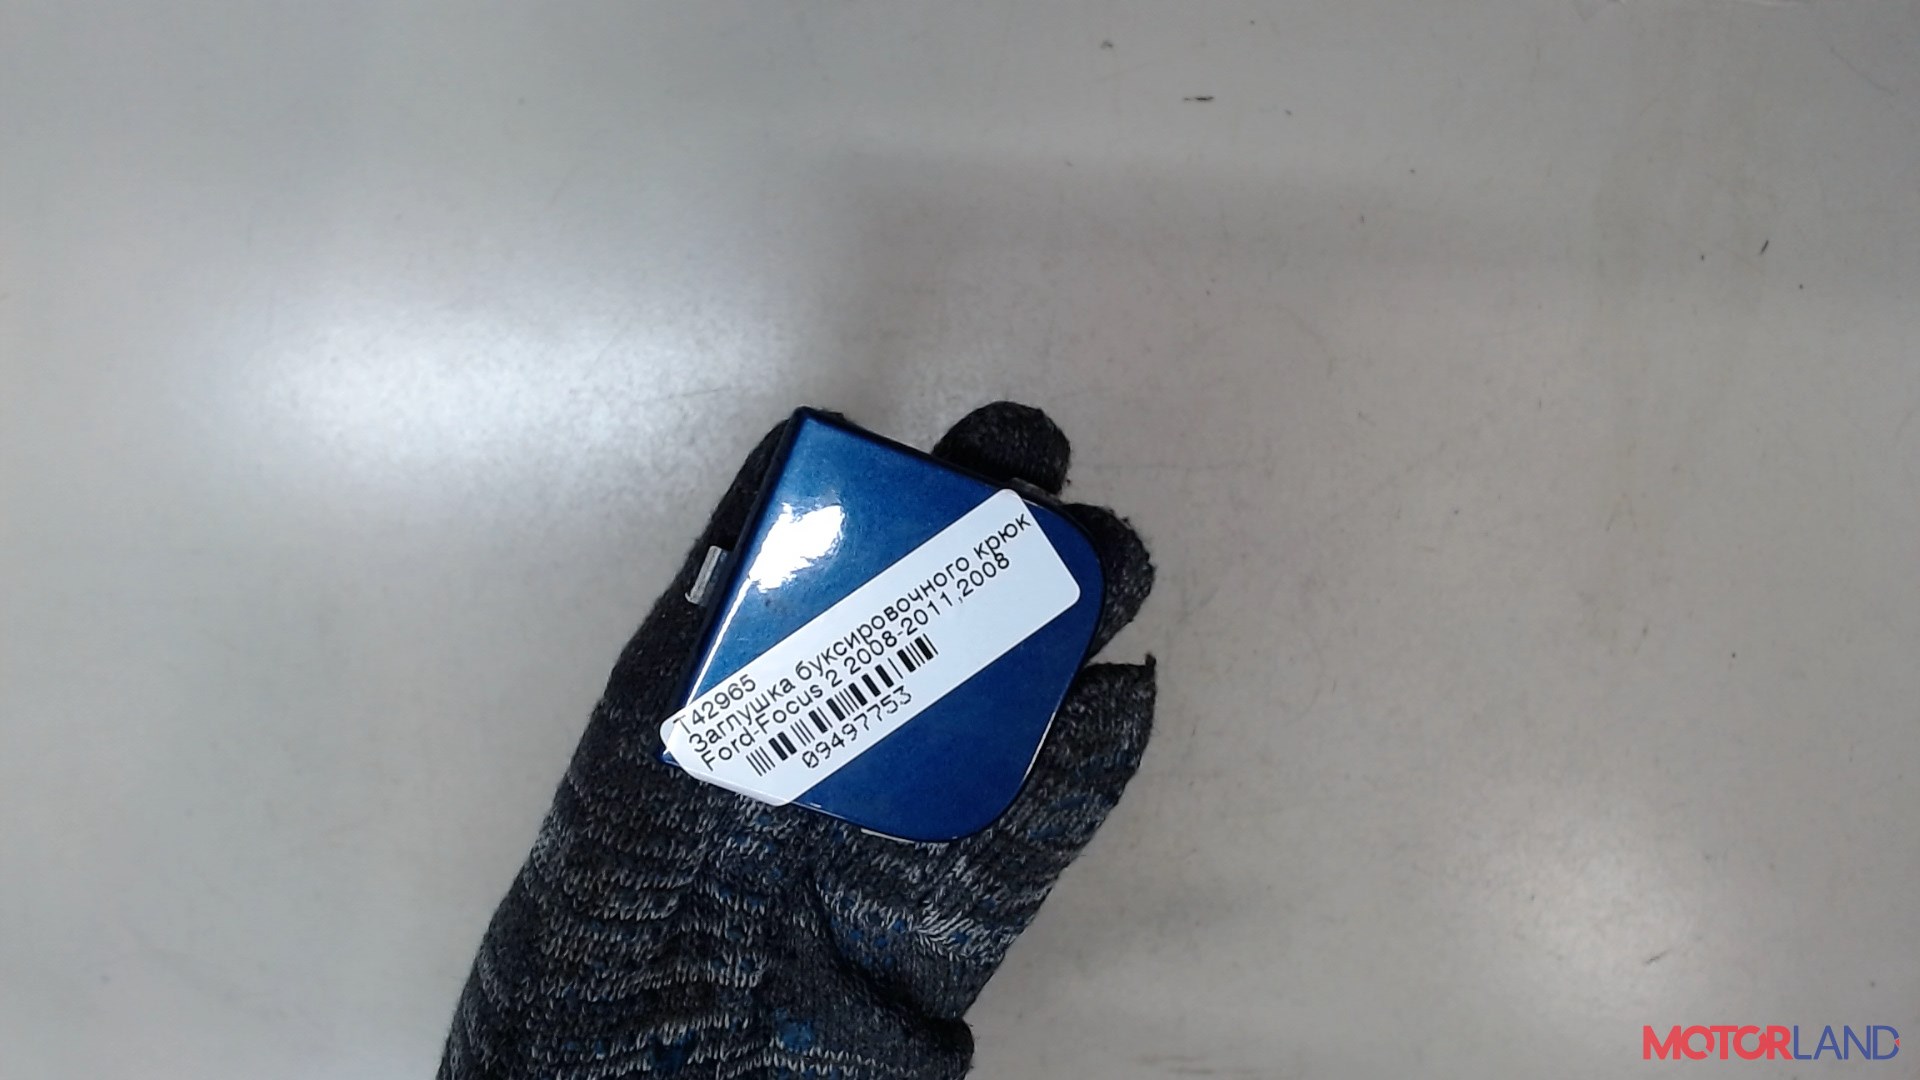 T42965
Заглушка буксировочного крюк
Ford-Focus 2 2008-2011,2008
09497753
MOTORLAND